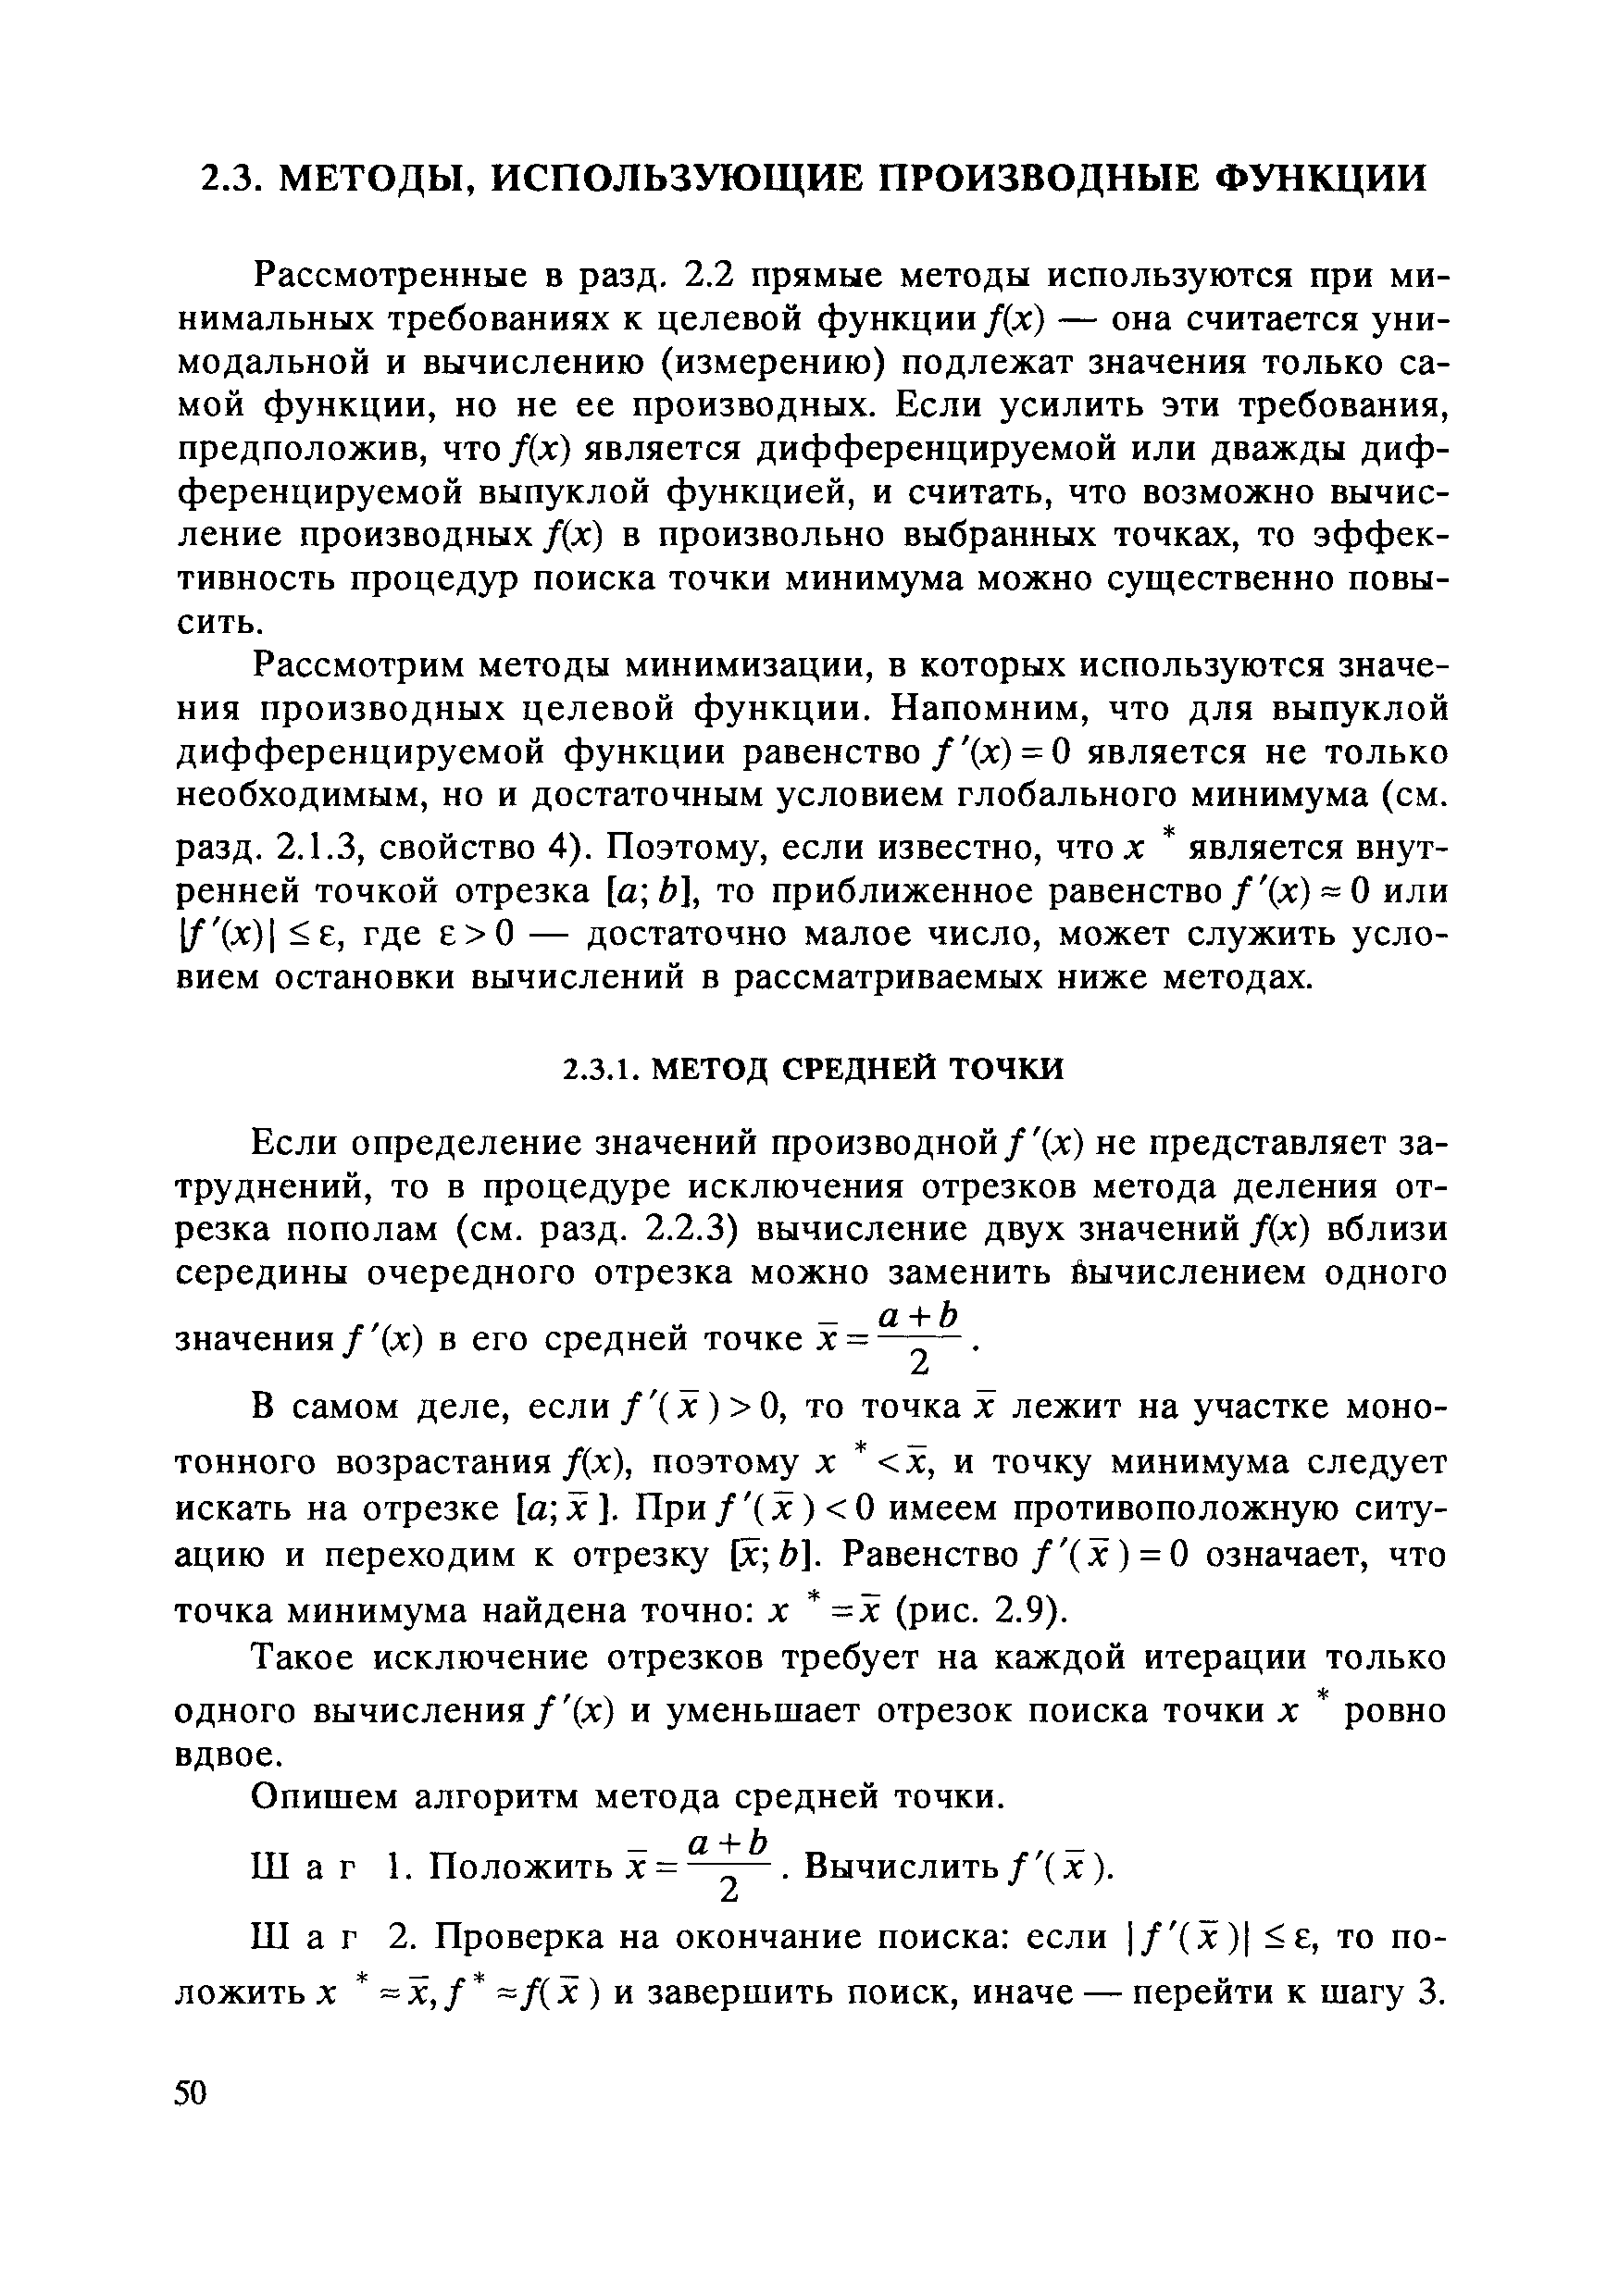 2.3. МЕТОДЫ, ИСПОЛЬЗУЮЩИЕ ПРОИЗВОДНЫЕ ФУНКЦИИ
Рассмотренные в разд. 2.2 прямые методы используются при ми-
нимальных требованиях к целевой функции f(x) — она считается уни-
модальной и вычислению (измерению) подлежат значения только са-
мой функции, но не ее производных. Если усилить эти требования,
предположив, что f(x) является дифференцируемой или дважды диф-
ференцируемой выпуклой функцией, и считать, что возможно вычис-
ление производных f(x) в произвольно выбранных точках, то эффек-
тивность процедур поиска точки минимума можно существенно повы-
сить.
Рассмотрим методы минимизации, в которых используются значе-
ния производных целевой функции. Напомним, что для выпуклой
дифференцируемой функции равенство f'(x) = 0 является не только
необходимым, но и достаточным условием глобального минимума (см.
разд. 2.1.3, свойство 4). Поэтому, если известно, что x * является внут-
ренней точкой отрезка [a; b], то приближенное равенство f'(x) ≈ 0 или
|f'(x)| ≤ ε, где ε > 0 — достаточно малое число, может служить усло-
вием остановки вычислений в рассматриваемых ниже методах.
2.3.1. МЕТОД СРЕДНЕЙ ТОЧКИ
Если определение значений производной f'(x) не представляет за-
труднений, то в процедуре исключения отрезков метода деления от-
резка пополам (см. разд. 2.2.3) вычисление двух значений f(x) вблизи
середины очередного отрезка можно заменить вычислением одного
значения f'(x) в его средней точке x̄ = (a + b)/2.
В самом деле, если f'(x̄) > 0, то точка x̄ лежит на участке моно-
тонного возрастания f(x), поэтому x * < x̄, и точку минимума следует
искать на отрезке [a; x̄]. При f'(x̄) < 0 имеем противоположную ситу-
ацию и переходим к отрезку [x̄; b]. Равенство f'(x̄) = 0 означает, что
точка минимума найдена точно: x * = x̄ (рис. 2.9).
Такое исключение отрезков требует на каждой итерации только
одного вычисления f'(x) и уменьшает отрезок поиска точки x * ровно
вдвое.
Опишем алгоритм метода средней точки.
Ш а г 1. Положить x̄ = (a + b)/2. Вычислить f'(x̄).
Ш а г 2. Проверка на окончание поиска: если |f'(x̄)| ≤ ε, то по-
ложить x * ≈ x̄, f * ≈ f(x̄) и завершить поиск, иначе — перейти к шагу 3.
50